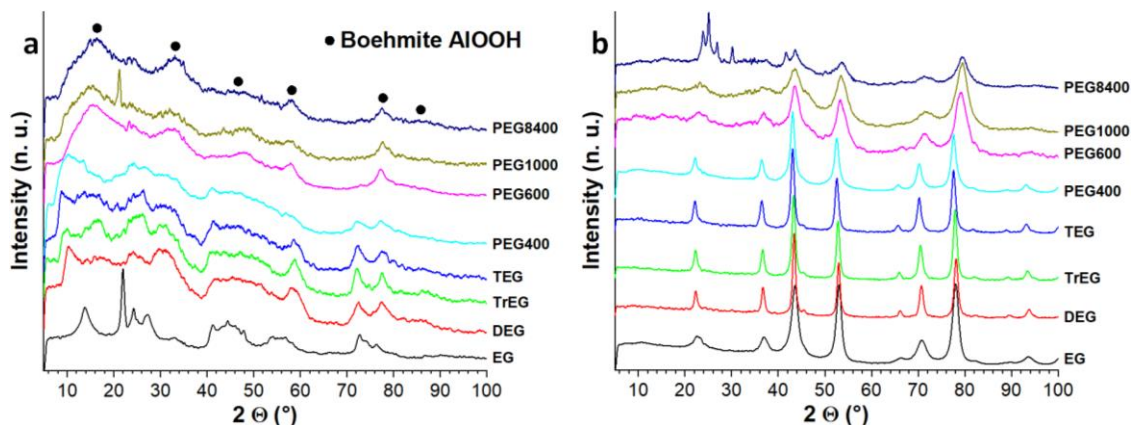 a
● Boehmite AlOOH
Intensity (n. u.)
PEG8400
PEG1000
PEG600
PEG400
TEG
TrEG
DEG
EG
10 20 30 40 50 60 70 80 90 100
2 Θ (°)
b
Intensity (n. u.)
PEG8400
PEG1000
PEG600
PEG400
TEG
TrEG
DEG
EG
10 20 30 40 50 60 70 80 90 100
2 Θ (°)